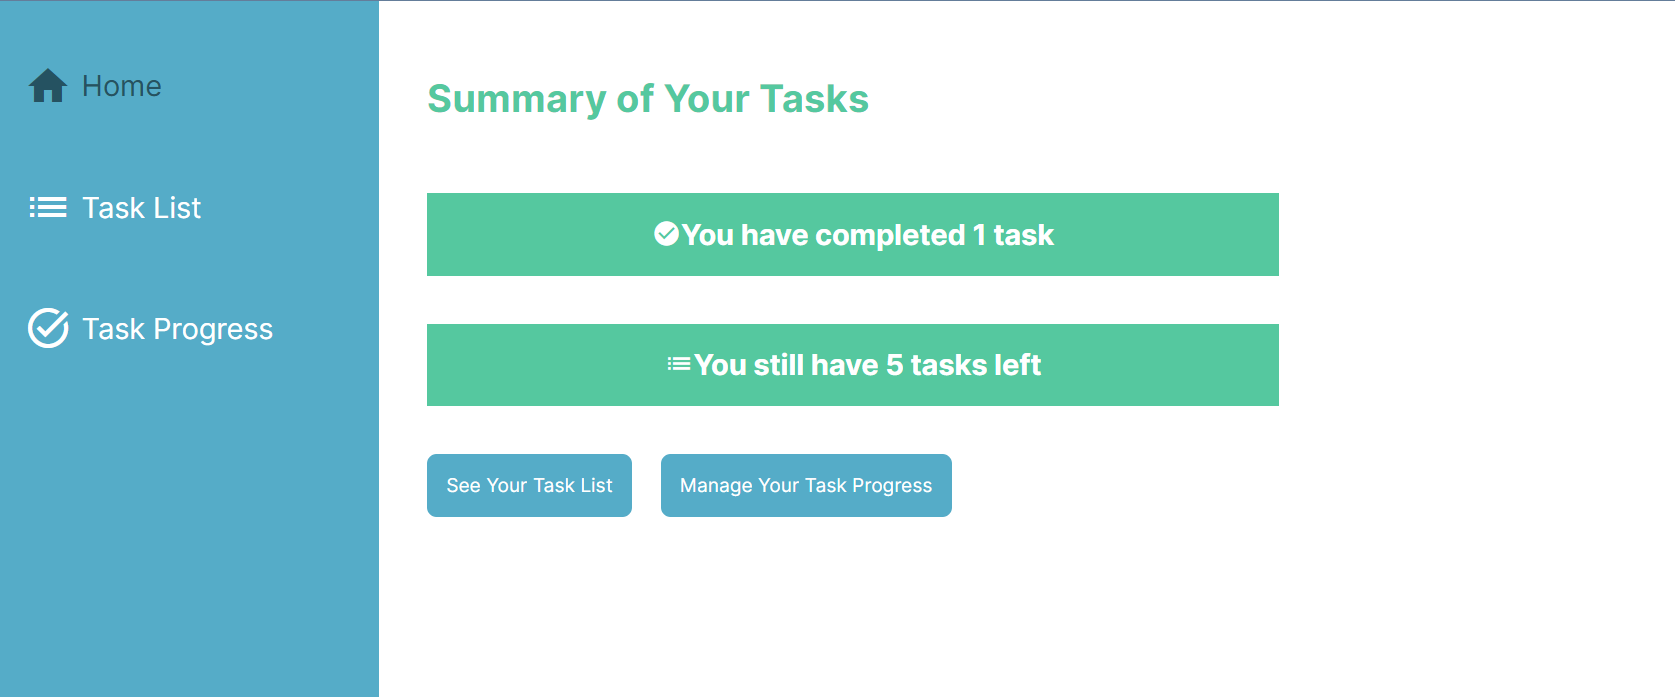 Home
Task List
Task Progress
Summary of Your Tasks
You have completed 1 task
You still have 5 tasks left
See Your Task List
Manage Your Task Progress